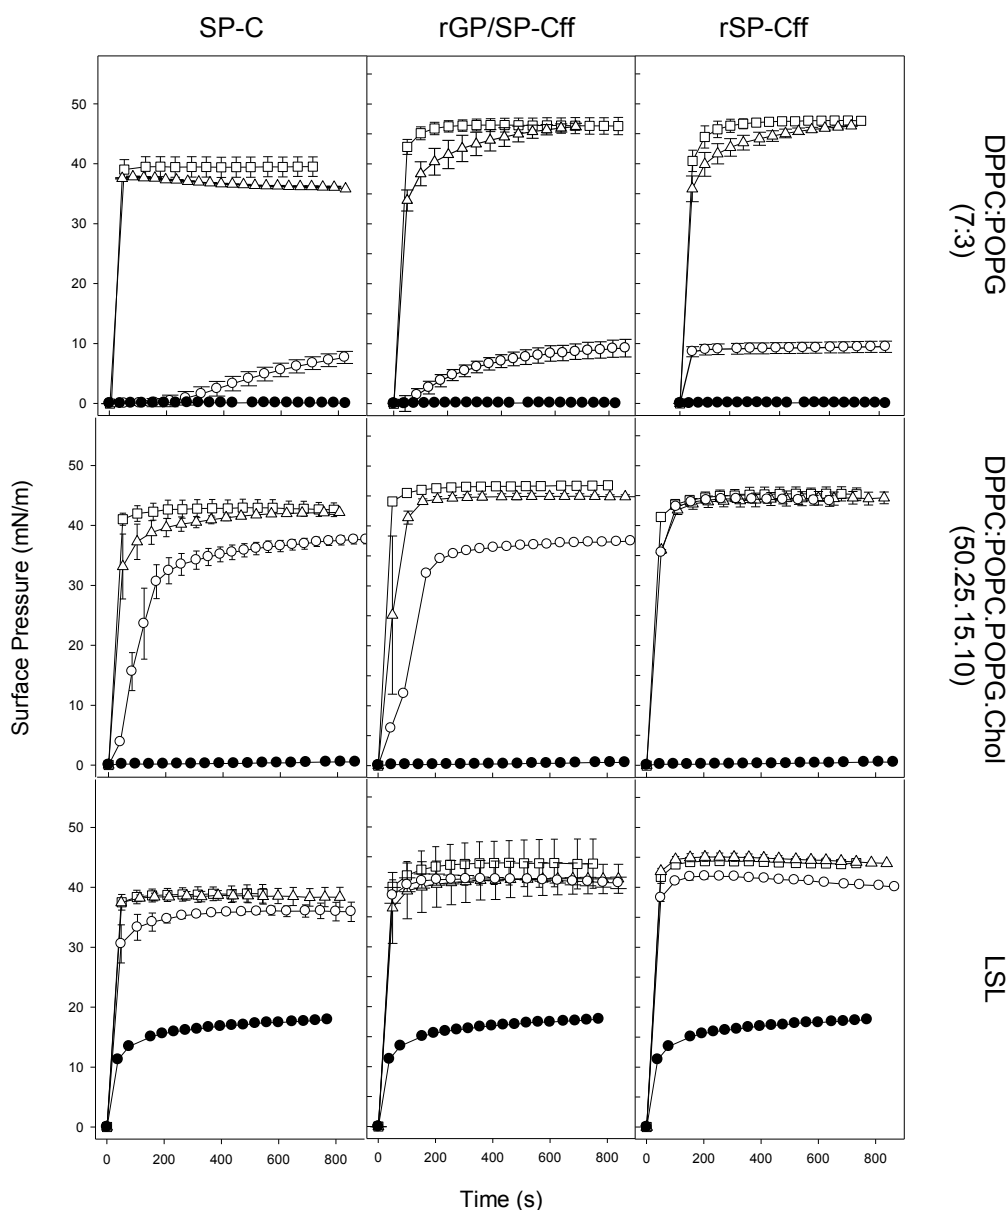 SP-C rGP/SP-Cff rSP-Cff
50
40
30
20
10
0
DPPC:POPG
(7:3)
50
40
30
20
10
0
DPPC:POPC.POPG.Chol
(50.25.15.10)
50
40
30
20
10
0
LSL
Surface Pressure (mN/m)
0 200 400 600 800 0 200 400 600 800 0 200 400 600 800
Time (s)